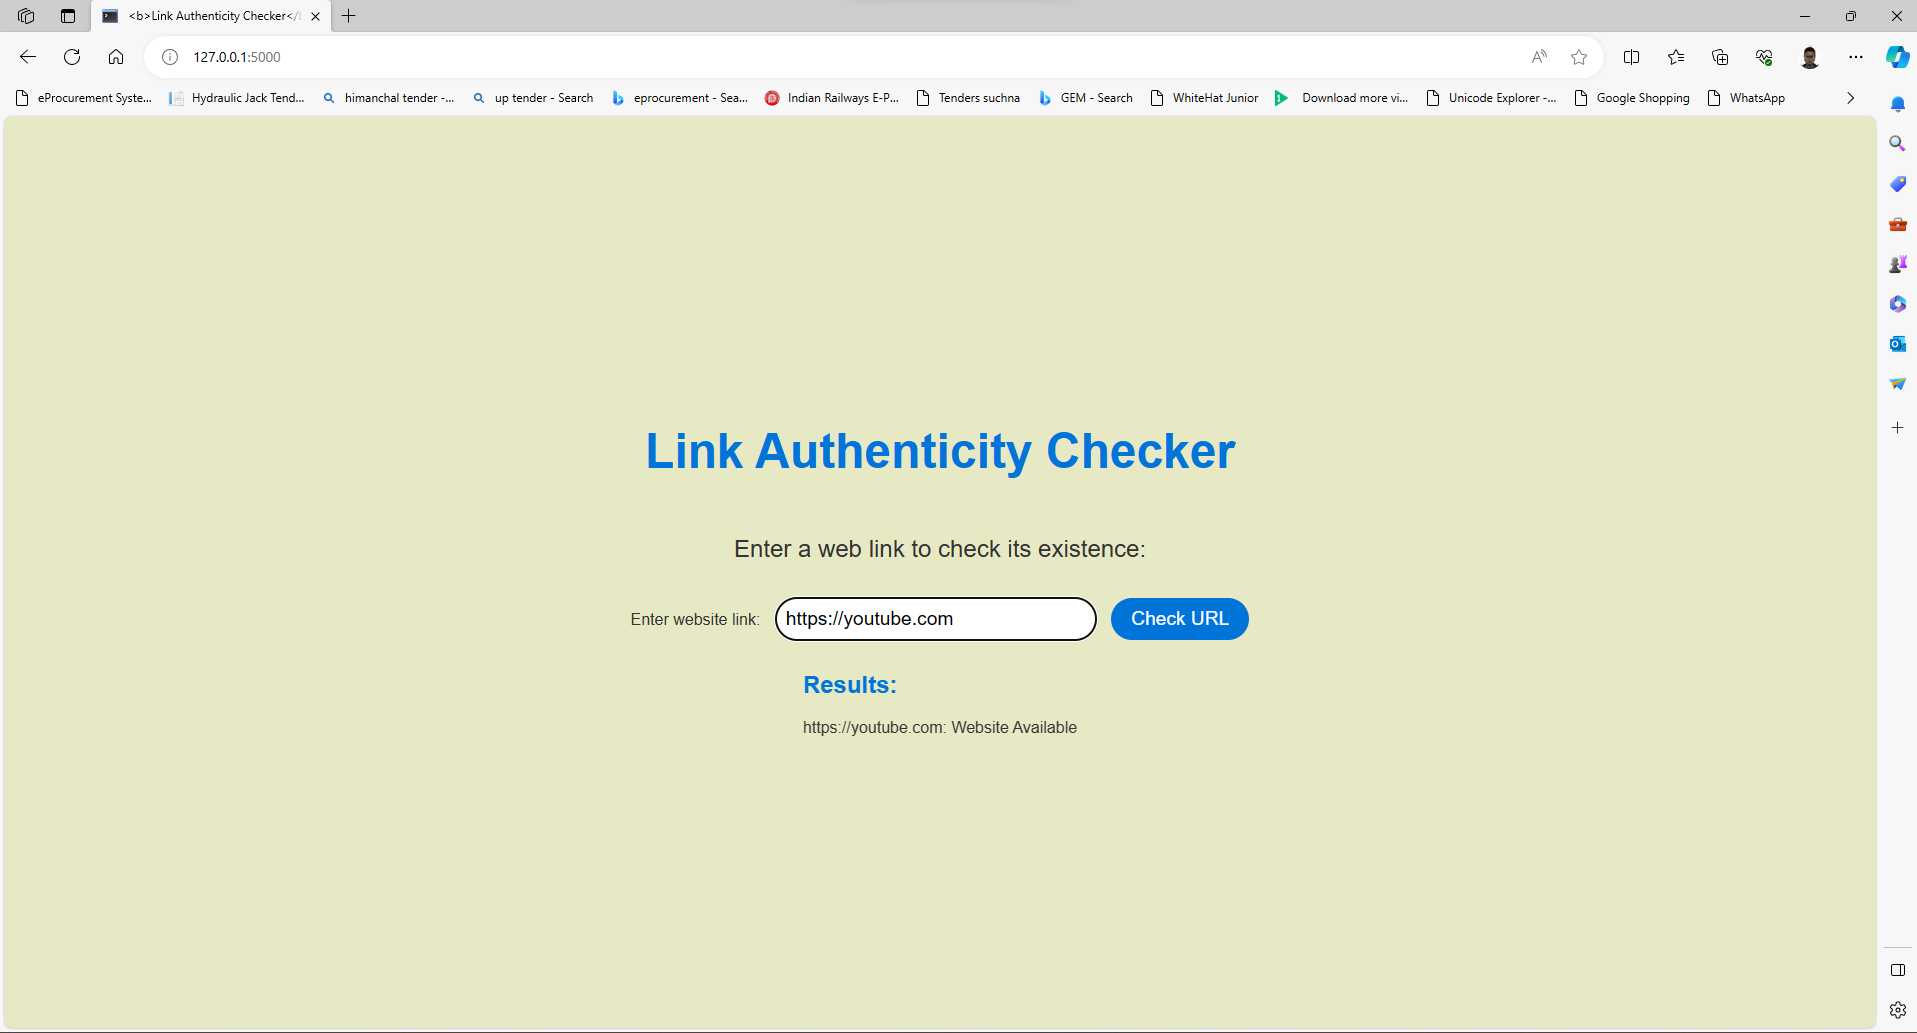 <b>Link Authenticity Checker</
127.0.0.1:5000
eProcurement Syste...
Hydraulic Jack Tend...
himanchal tender -...
up tender - Search
eprocurement - Sea...
Indian Railways E-P...
Tenders suchna
GEM - Search
WhiteHat Junior
Download more vi...
Unicode Explorer -...
Google Shopping
WhatsApp
Link Authenticity Checker
Enter a web link to check its existence:
Enter website link: https://youtube.com Check URL
Results:
https://youtube.com: Website Available